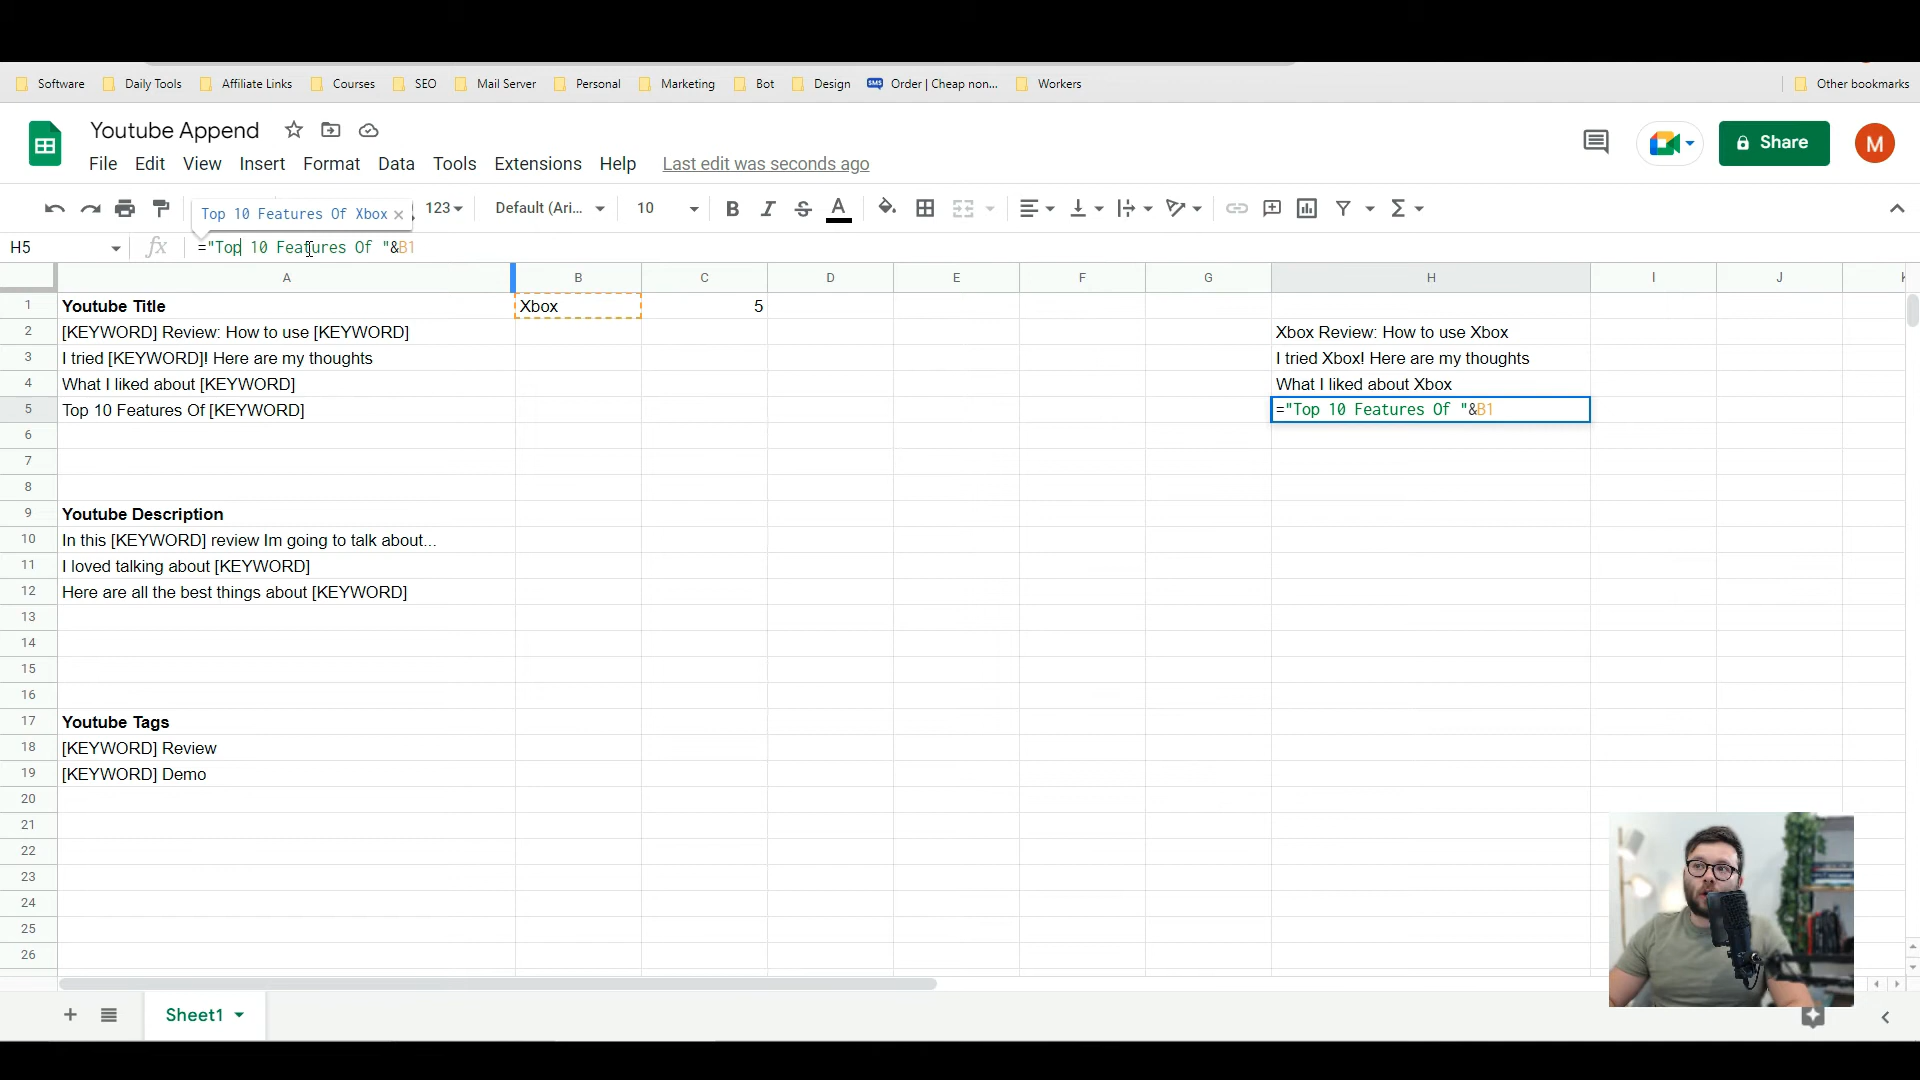 Software Daily Tools Affiliate Links Courses SEO Mail Server Personal Marketing Bot Design SMS Order | Cheap non... Workers Other bookmarks
Youtube Append
File Edit View Insert Format Data Tools Extensions Help Last edit was seconds ago
Share
M
Top 10 Features Of Xbox ×
123 Default (Ari... 10 B I S A Σ
H5 fx ="Top 10 Features Of "&B1
A B C D E F G H I J
1 Youtube Title Xbox 5
2 [KEYWORD] Review: How to use [KEYWORD] Xbox Review: How to use Xbox
3 I tried [KEYWORD]! Here are my thoughts I tried Xbox! Here are my thoughts
4 What I liked about [KEYWORD] What I liked about Xbox
5 Top 10 Features Of [KEYWORD] ="Top 10 Features Of "&B1
6
7
8
9 Youtube Description
10 In this [KEYWORD] review Im going to talk about...
11 I loved talking about [KEYWORD]
12 Here are all the best things about [KEYWORD]
13
14
15
16
17 Youtube Tags
18 [KEYWORD] Review
19 [KEYWORD] Demo
20
21
22
23
24
25
26
Sheet1